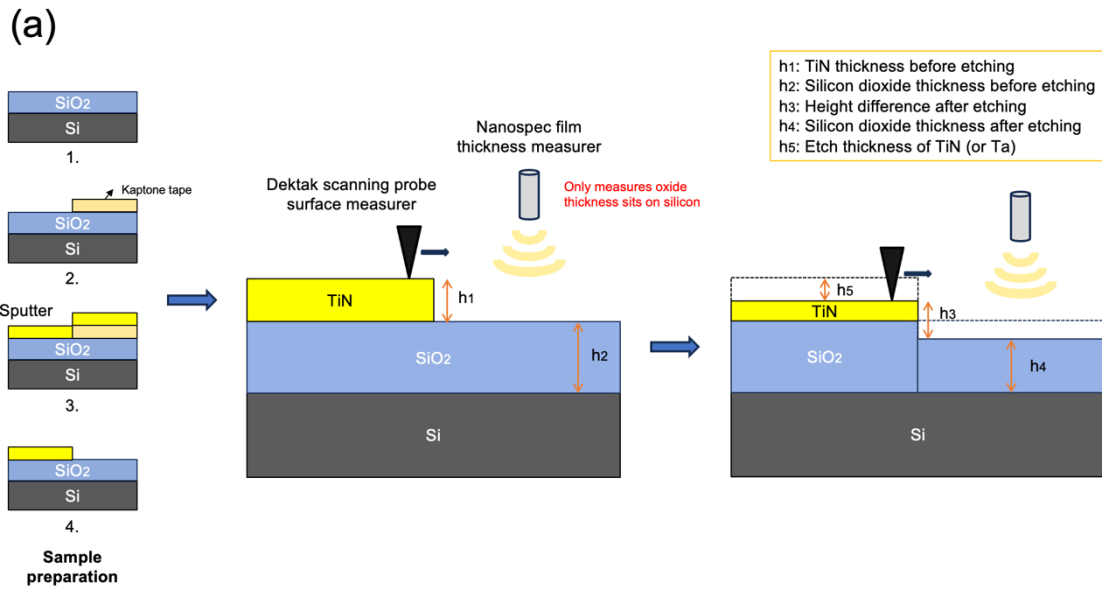 (a)
SiO2
Si
1.
Kaptone tape
SiO2
Si
2.
Sputter
SiO2
Si
3.
SiO2
Si
4.
Sample
preparation
Nanospec film
thickness measurer
Dektak scanning probe
surface measurer
Only measures oxide
thickness sits on silicon
TiN
h1
SiO2
h2
Si
h1: TiN thickness before etching
h2: Silicon dioxide thickness before etching
h3: Height difference after etching
h4: Silicon dioxide thickness after etching
h5: Etch thickness of TiN (or Ta)
h5
TiN
h3
SiO2
h4
Si